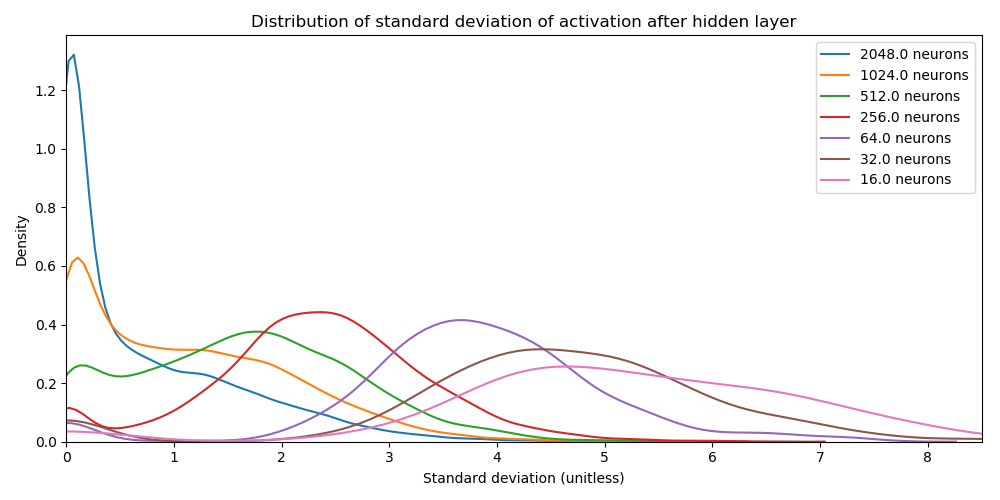 Distribution of standard deviation of activation after hidden layer
2048.0 neurons
1024.0 neurons
512.0 neurons
256.0 neurons
64.0 neurons
32.0 neurons
16.0 neurons
Density
1.2
1.0
0.8
0.6
0.4
0.2
0.0
0 1 2 3 4 5 6 7 8
Standard deviation (unitless)